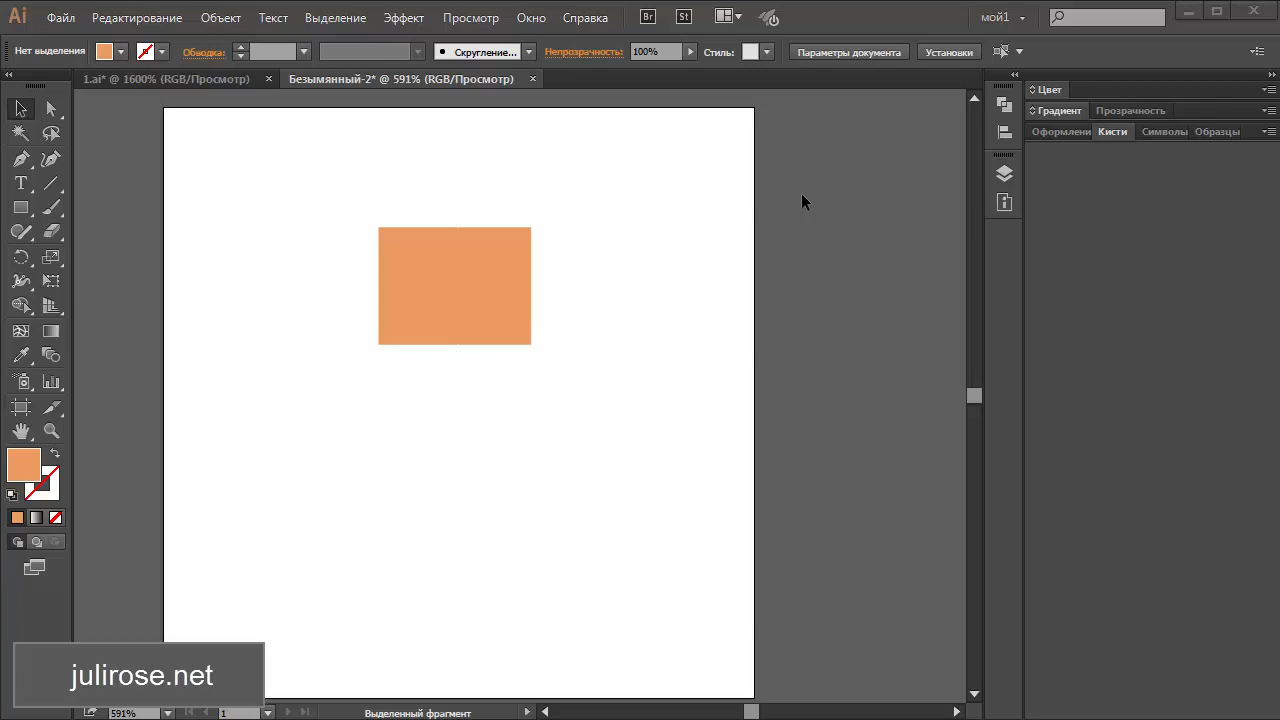 Ai Файл Редактирование Объект Текст Выделение Эффект Просмотр Окно Справка Br St мой1
Нет выделения Обводка: Скругление... Непрозрачность: 100% Стиль: Параметры документа Установки
1.ai* @ 1600% (RGB/Просмотр) × Безымянный-2* @ 591% (RGB/Просмотр) ×
Цвет
Градиент Прозрачность
Оформлени Кисти Символы Образцы
T
julirose.net
591% 1 Выделенный фрагмент